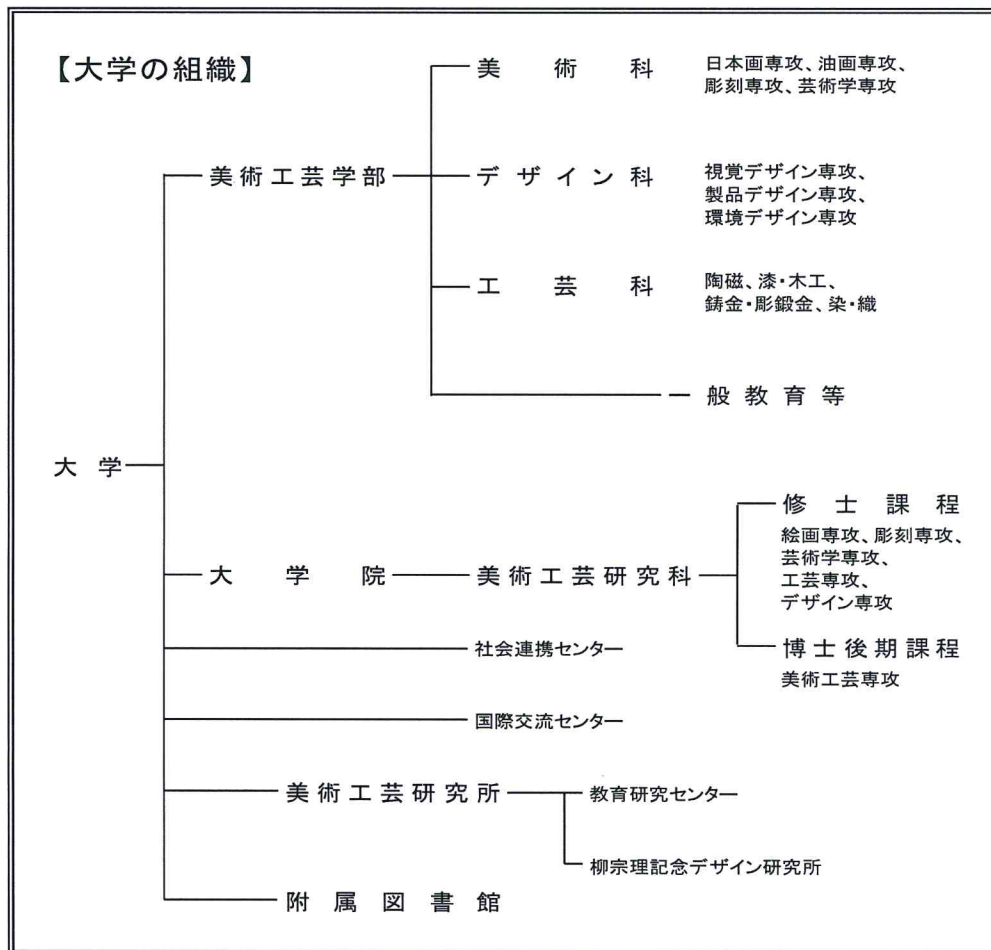 【大学の組織】
美術科
日本画専攻、油画専攻、
彫刻専攻、芸術学専攻
美術工芸学部
デザイン科
視覚デザイン専攻、
製品デザイン専攻、
環境デザイン専攻
工芸科
陶磁、漆・木工、
鋳金・彫鍛金、染・織
一般教育等
大学
大学院
美術工芸研究科
修士課程
絵画専攻、彫刻専攻、
芸術学専攻、
工芸専攻、
デザイン専攻
博士後期課程
美術工芸専攻
社会連携センター
国際交流センター
美術工芸研究所
教育研究センター
柳宗理記念デザイン研究所
附属図書館